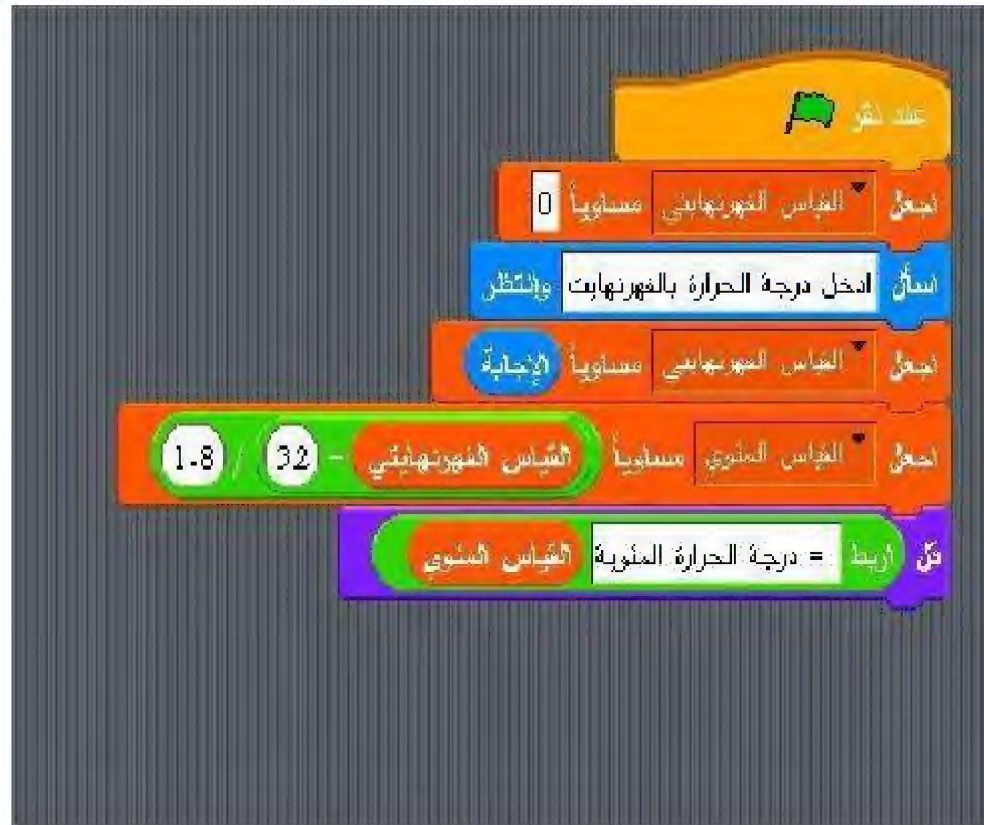 عند نقر
اجعل القياس الفهرنهايتي مساوياً 0
اسأل ادخل درجة الحرارة بالفهرنهايت وانتظر
اجعل القياس الفهرنهايتي مساوياً الإجابة
اجعل القياس المئوي مساوياً القياس الفهرنهايتي - 32 / 1.8
قل اربط = درجة الحرارة المئوية القياس المئوي